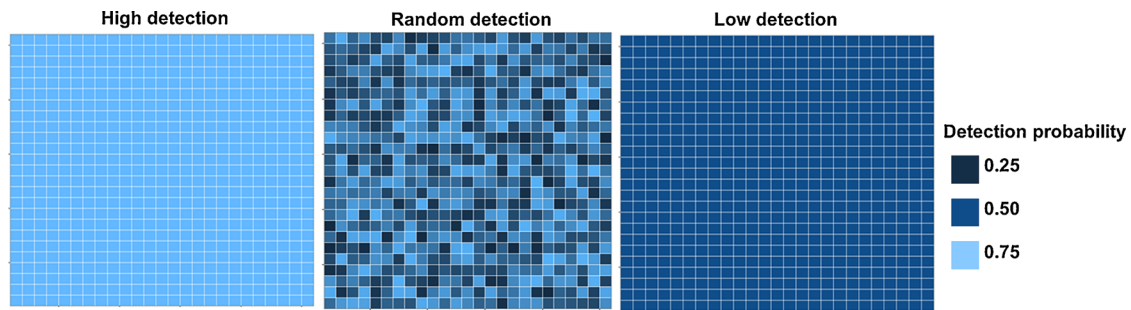 High detection
Random detection
Low detection
Detection probability
0.25
0.50
0.75